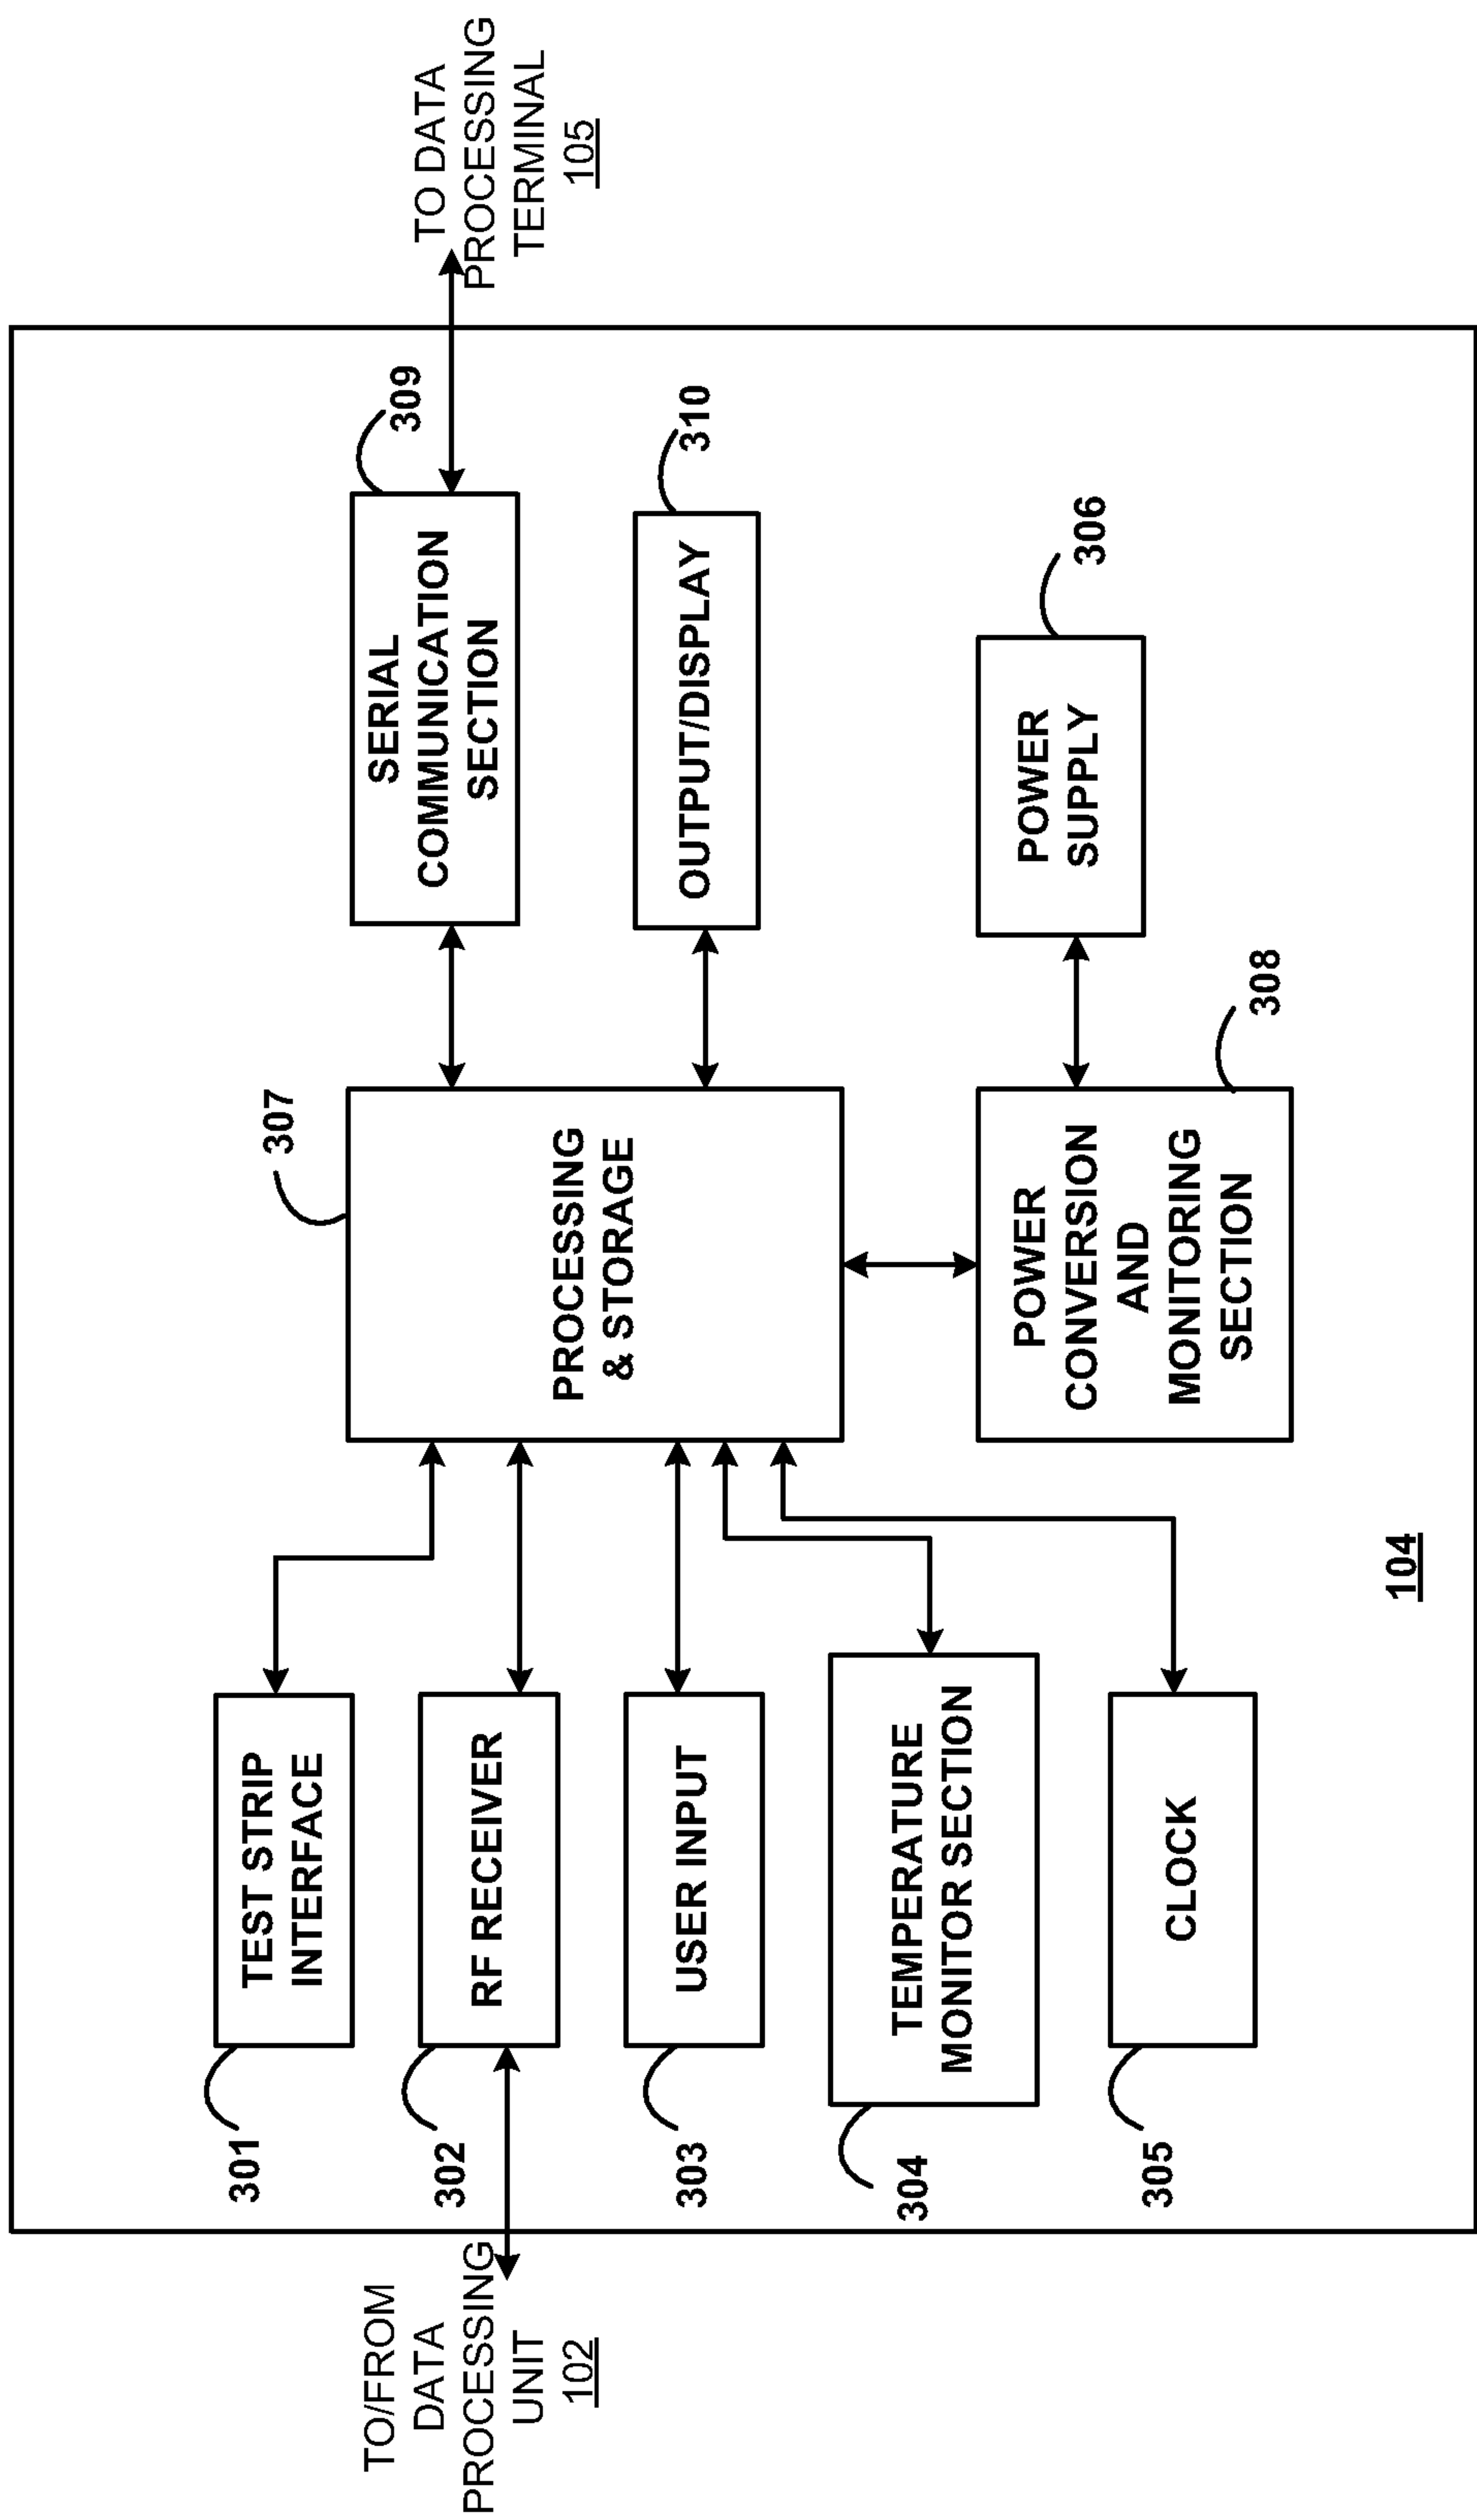 TO/FROM
DATA
PROCESSING
UNIT
102
301
TEST STRIP
INTERFACE
302
RF RECEIVER
303
USER INPUT
304
TEMPERATURE
MONITOR SECTION
305
CLOCK
307
PROCESSING
& STORAGE
POWER
CONVERSION
AND
MONITORING
SECTION
308
SERIAL
COMMUNICATION
SECTION
309
OUTPUT/DISPLAY
310
POWER
SUPPLY
306
104
TO DATA
PROCESSING
TERMINAL
105